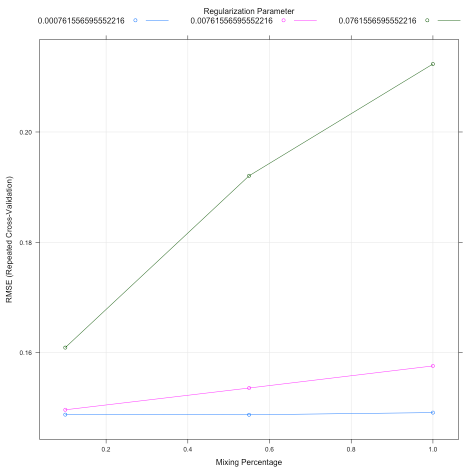 Regularization Parameter
0.000761556595552216 0.00761556595552216 0.0761556595552216
0.20
0.18
0.16
RMSE (Repeated Cross-Validation)
0.2 0.4 0.6 0.8 1.0
Mixing Percentage